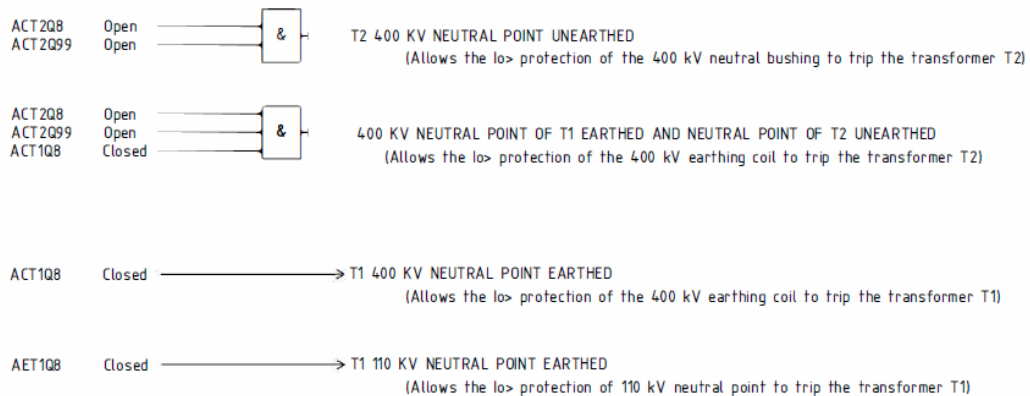 ACT2Q8 Open
ACT2Q99 Open
&
T2 400 KV NEUTRAL POINT UNEARTHED
(Allows the Io> protection of the 400 kV neutral bushing to trip the transformer T2)
ACT2Q8 Open
ACT2Q99 Open
ACT1Q8 Closed
&
400 KV NEUTRAL POINT OF T1 EARTHED AND NEUTRAL POINT OF T2 UNEARTHED
(Allows the Io> protection of the 400 kV earthing coil to trip the transformer T2)
ACT1Q8 Closed T1 400 KV NEUTRAL POINT EARTHED
(Allows the Io> protection of the 400 kV earthing coil to trip the transformer T1)
AET1Q8 Closed T1 110 KV NEUTRAL POINT EARTHED
(Allows the Io> protection of 110 kV neutral point to trip the transformer T1)